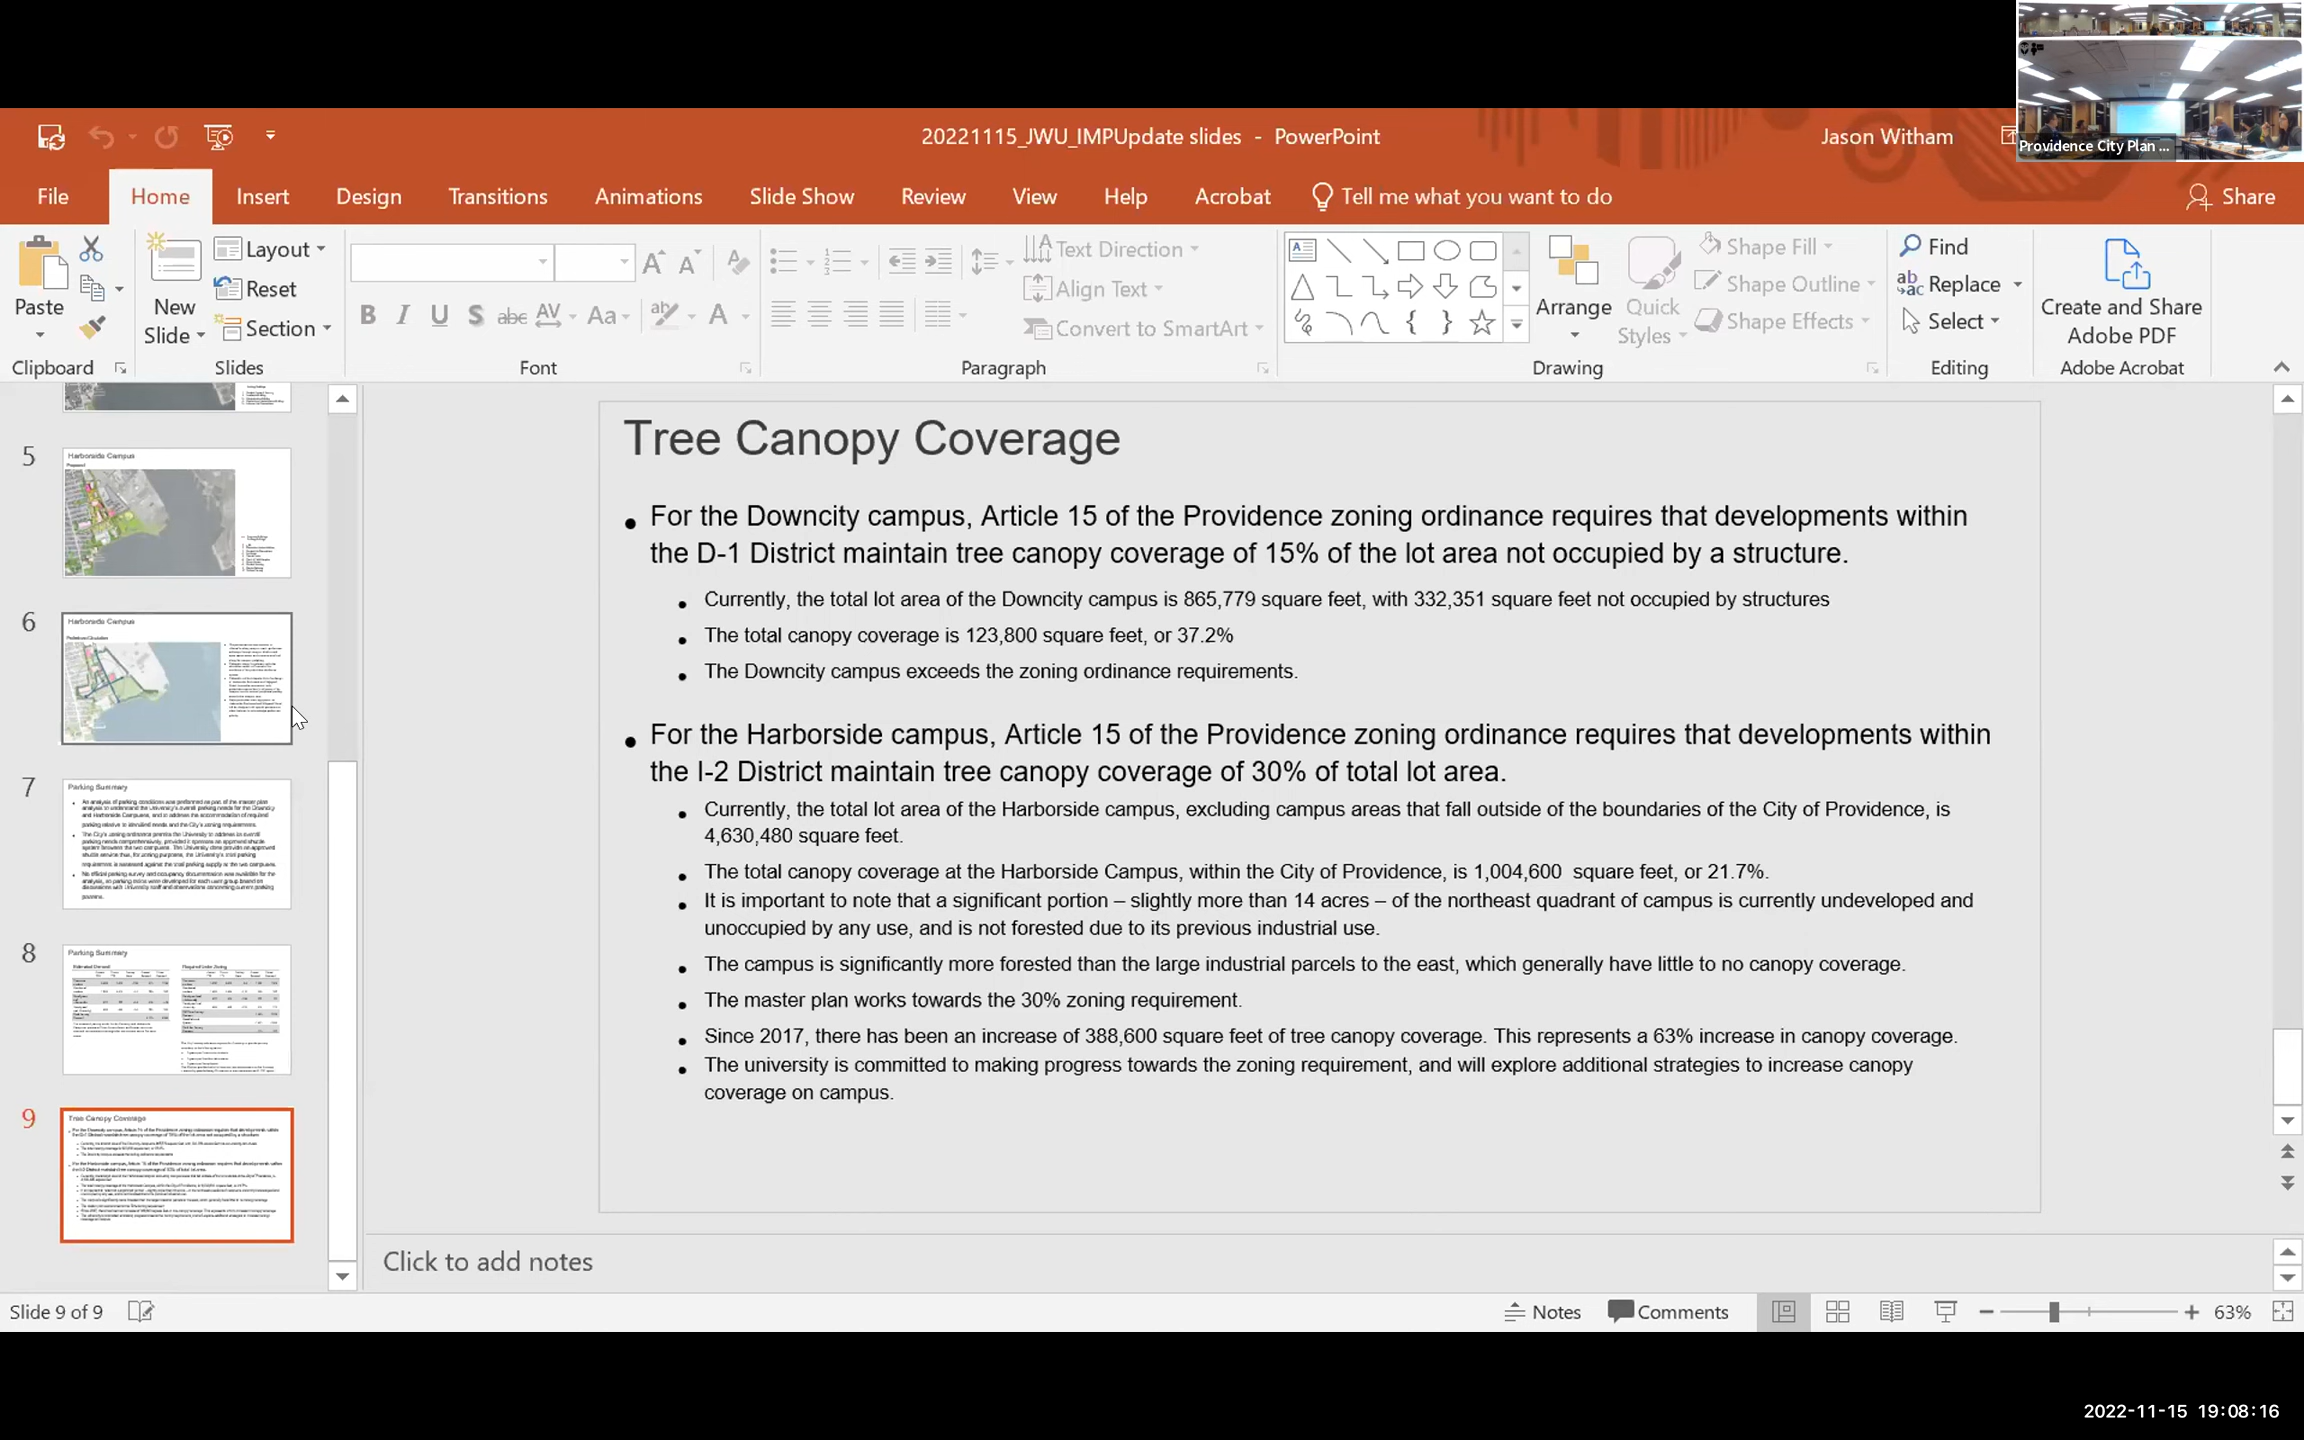 Providence City Plan ...
20221115_JWU_IMPUpdate slides - PowerPoint
Jason Witham
File Home Insert Design Transitions Animations Slide Show Review View Help Acrobat Tell me what you want to do Share
Paste
Clipboard
New Slide
Layout
Reset
Section
Slides
B I U S abc AV Aa A
Font
Text Direction
Align Text
Convert to SmartArt
Paragraph
Arrange
Quick Styles
Shape Fill
Shape Outline
Shape Effects
Drawing
Find
Replace
Select
Editing
Create and Share
Adobe PDF
Adobe Acrobat
5
Harborside Campus
Proposed
6
Harborside Campus
Pedestrian Circulation
7
Parking Summary
8
Parking Summary
9
Tree Canopy Coverage
Tree Canopy Coverage
• For the Downcity campus, Article 15 of the Providence zoning ordinance requires that developments within
the D-1 District maintain tree canopy coverage of 15% of the lot area not occupied by a structure.
• Currently, the total lot area of the Downcity campus is 865,779 square feet, with 332,351 square feet not occupied by structures
• The total canopy coverage is 123,800 square feet, or 37.2%
• The Downcity campus exceeds the zoning ordinance requirements.
• For the Harborside campus, Article 15 of the Providence zoning ordinance requires that developments within
the I-2 District maintain tree canopy coverage of 30% of total lot area.
• Currently, the total lot area of the Harborside campus, excluding campus areas that fall outside of the boundaries of the City of Providence, is
4,630,480 square feet.
• The total canopy coverage at the Harborside Campus, within the City of Providence, is 1,004,600 square feet, or 21.7%.
• It is important to note that a significant portion – slightly more than 14 acres – of the northeast quadrant of campus is currently undeveloped and
unoccupied by any use, and is not forested due to its previous industrial use.
• The campus is significantly more forested than the large industrial parcels to the east, which generally have little to no canopy coverage.
• The master plan works towards the 30% zoning requirement.
• Since 2017, there has been an increase of 388,600 square feet of tree canopy coverage. This represents a 63% increase in canopy coverage.
• The university is committed to making progress towards the zoning requirement, and will explore additional strategies to increase canopy
coverage on campus.
Click to add notes
Slide 9 of 9
Notes
Comments
63%
2022-11-15 19:08:16